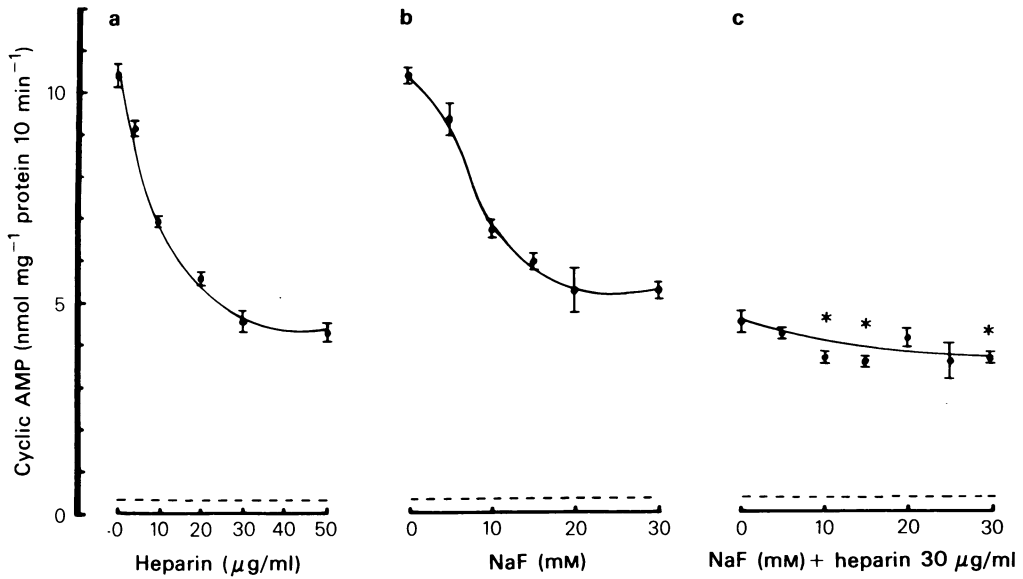 a
b
c
Cyclic AMP (nmol mg⁻¹ protein 10 min⁻¹)
10
5
0
-0 10 20 30 40 50
Heparin (μg/ml)
0 10 20 30
NaF (mM)
* * *
0 10 20 30
NaF (mM) + heparin 30 μg/ml